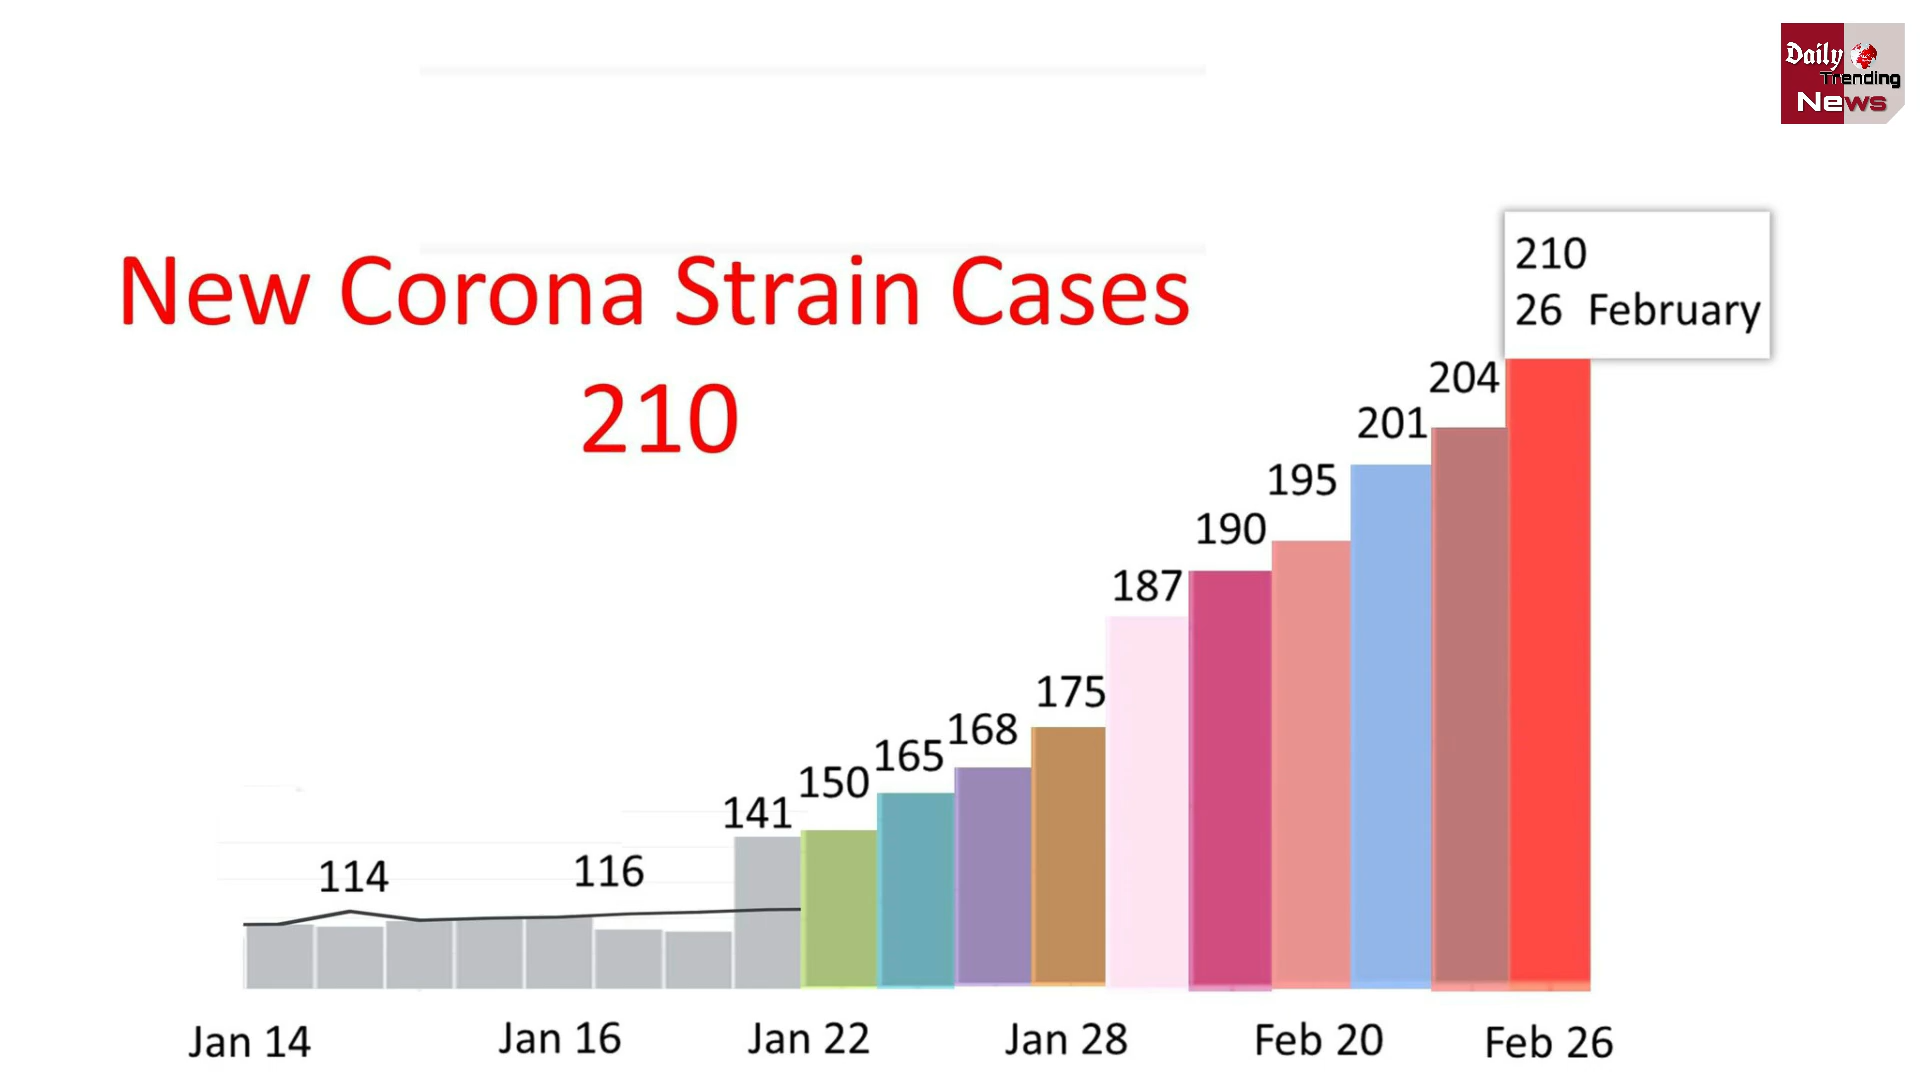 Daily
Trending
News
New Corona Strain Cases
210
210
26 February
204
201
195
190
187
175
168
165
150
141
116
114
Jan 14
Jan 16
Jan 22
Jan 28
Feb 20
Feb 26